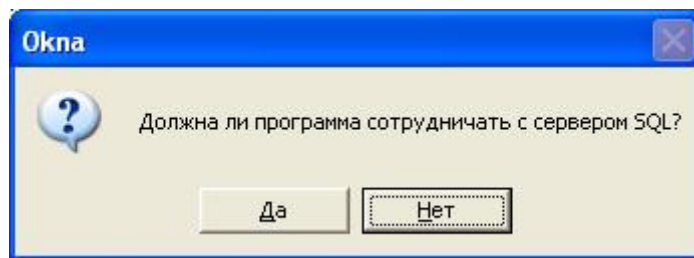 Okna
Должна ли программа сотрудничать с сервером SQL?
Да
Нет